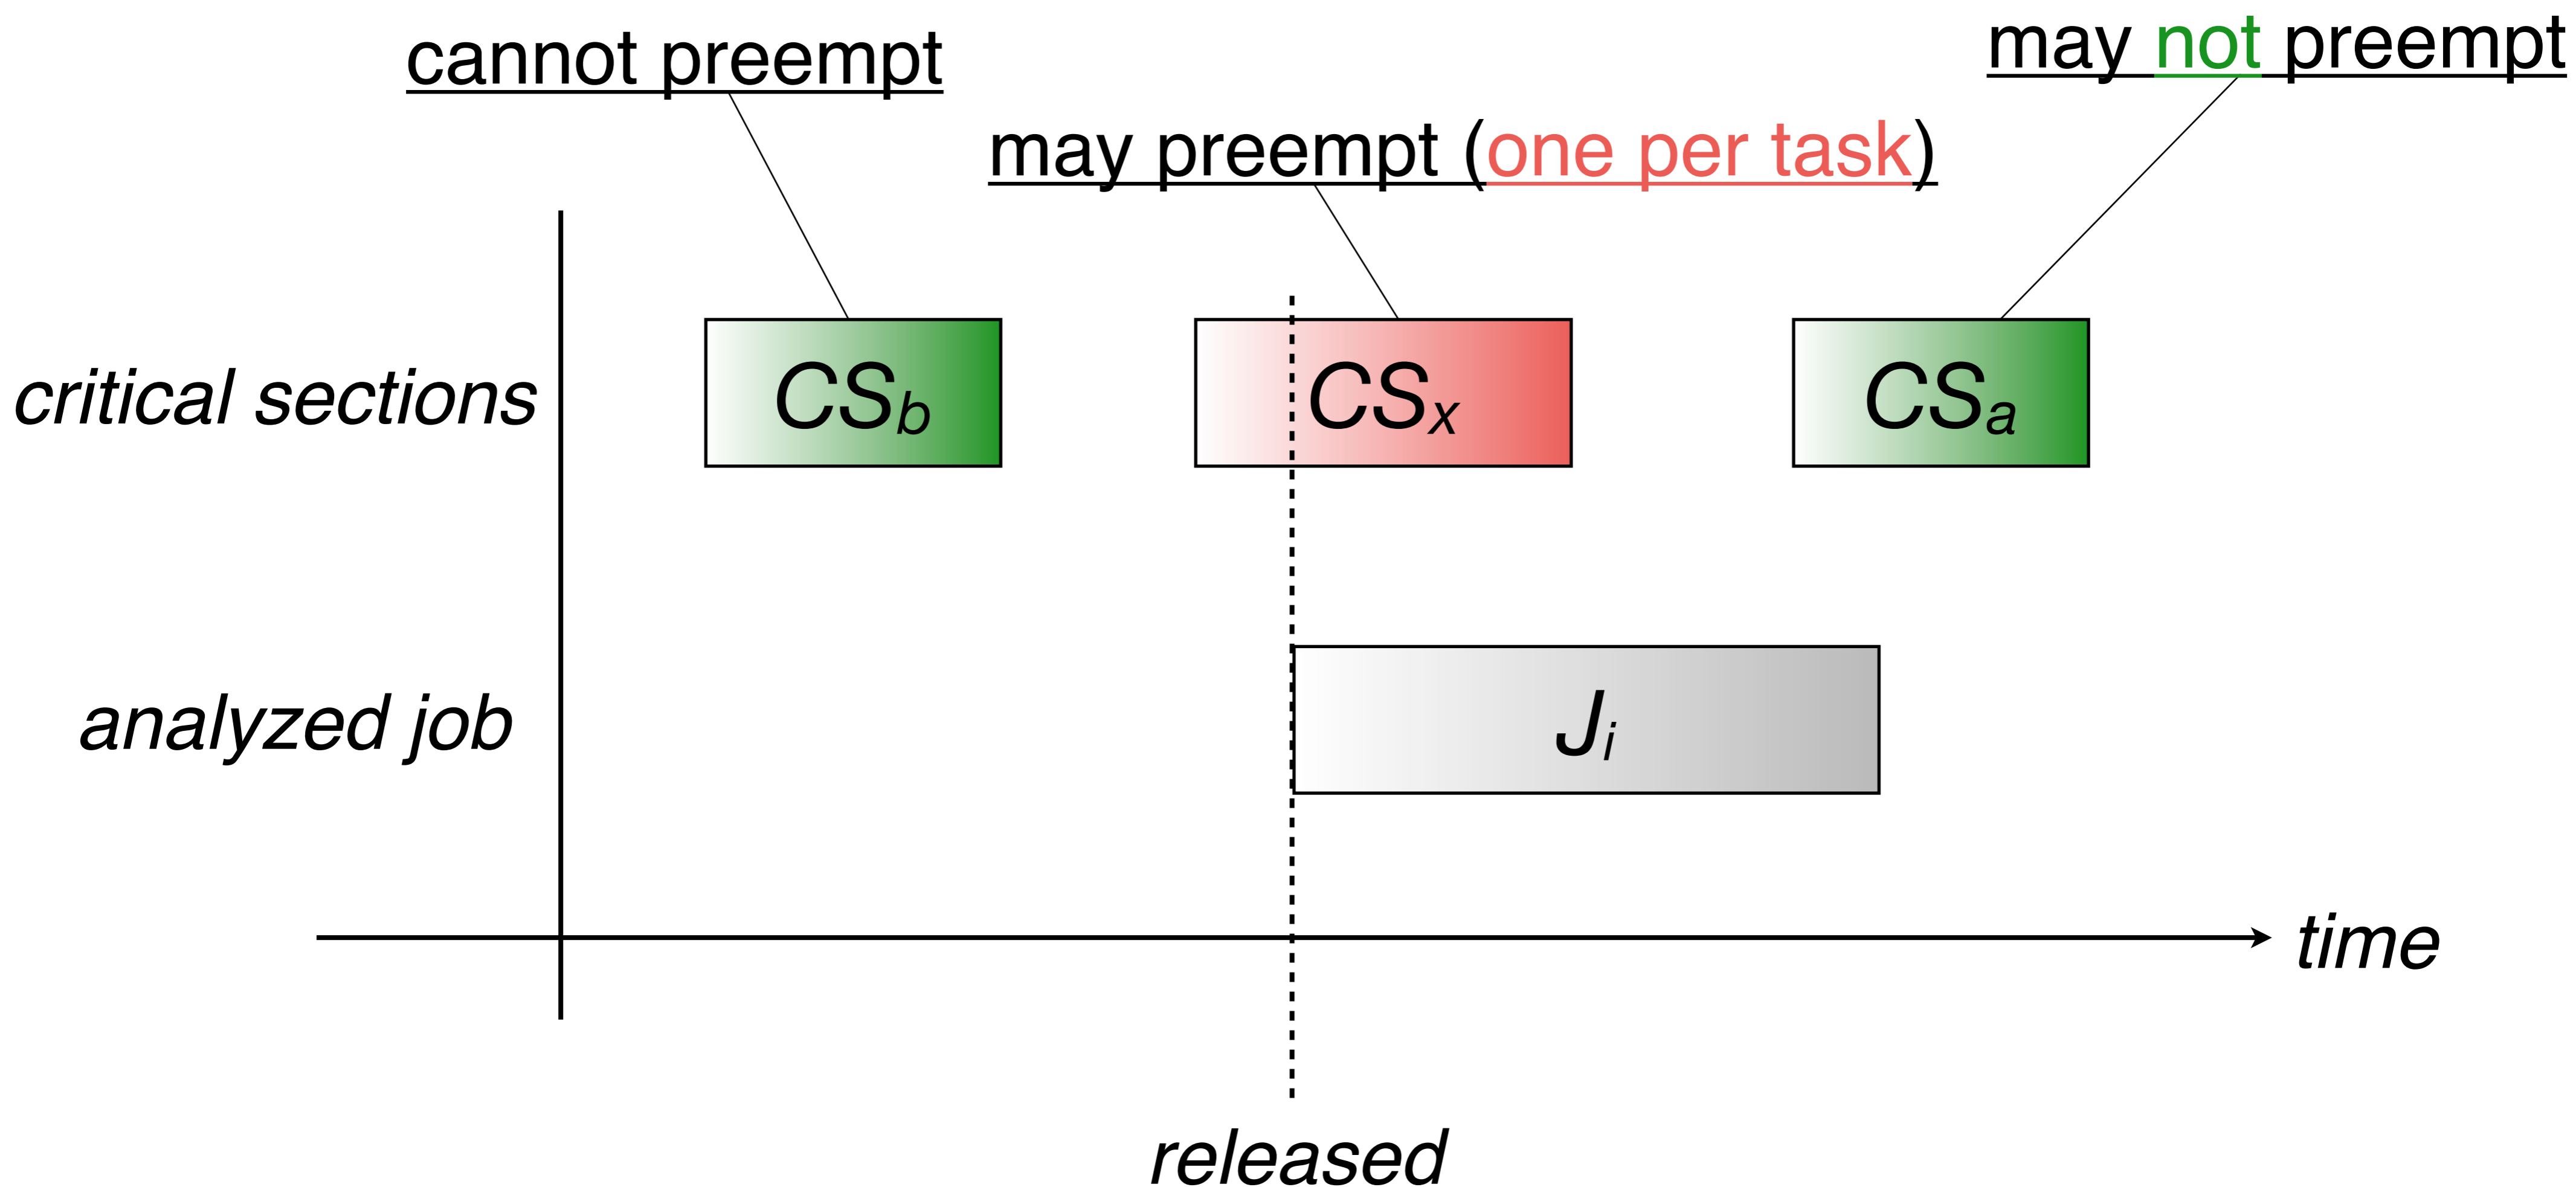 may not preempt
cannot preempt
may preempt (one per task)
critical sections
CSb
CSx
CSa
analyzed job
Ji
time
released